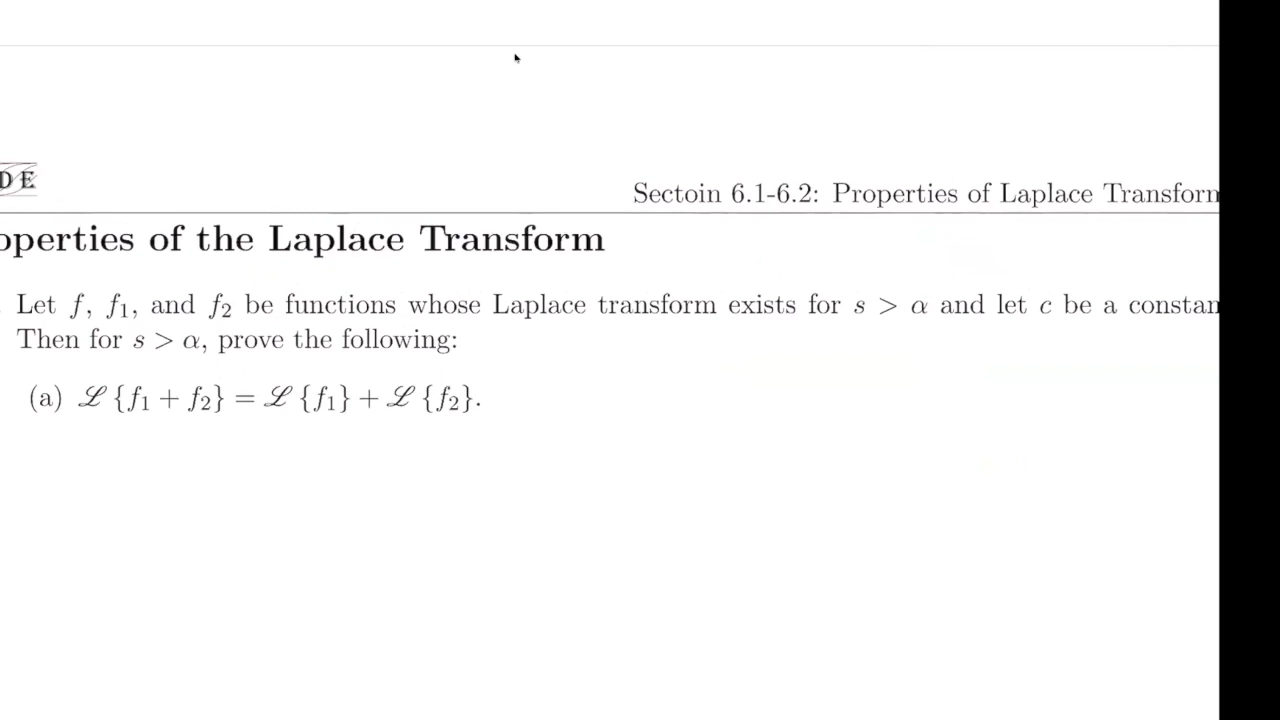 DE
Sectoin 6.1-6.2: Properties of Laplace Transform
operties of the Laplace Transform
Let f, f₁, and f₂ be functions whose Laplace transform exists for s > α and let c be a constan
Then for s > α, prove the following:
(a) ℒ {f₁ + f₂} = ℒ {f₁} + ℒ {f₂}.